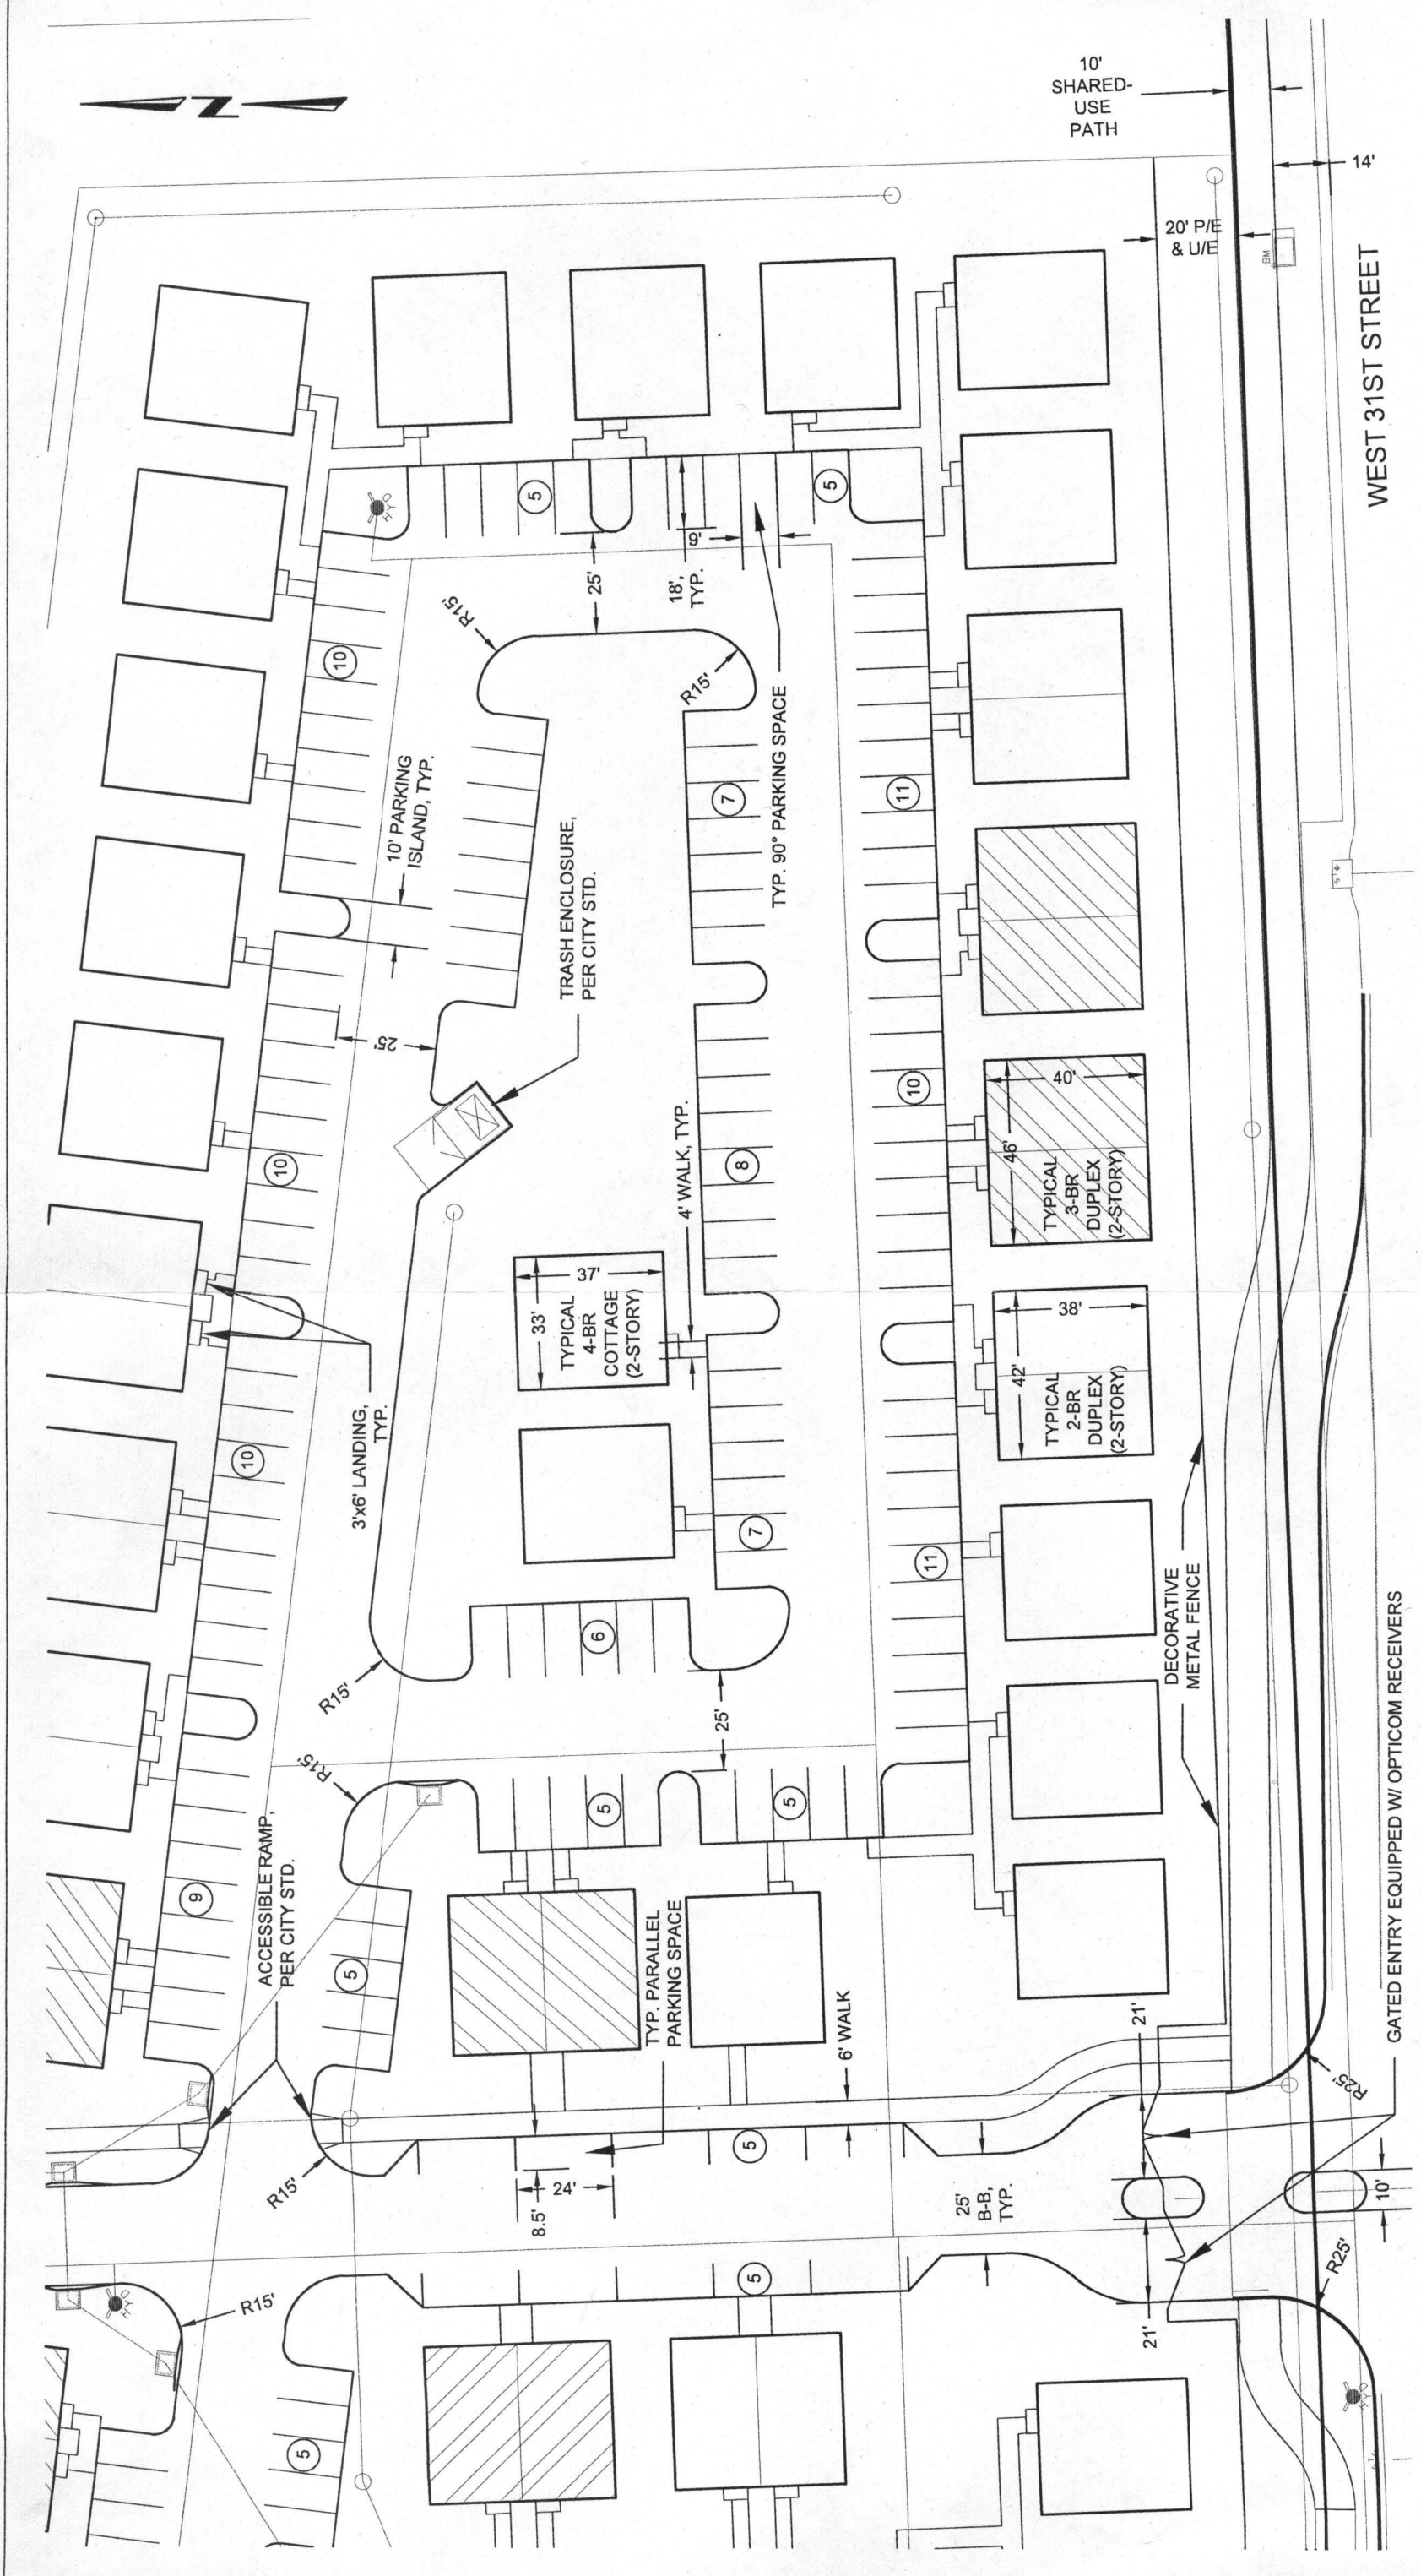 N
10'
SHARED-
USE
PATH
14'
20' P/E
& U/E
BM
WEST 31ST STREET
HYD
5
5
9'
18',
TYP.
25'
R15'
R15'
10
TYP. 90° PARKING SPACE
10' PARKING
ISLAND, TYP.
7
11
TRASH ENCLOSURE,
PER CITY STD.
25'
10
4' WALK, TYP.
8
10
40'
46'
TYPICAL
3-BR
DUPLEX
(2-STORY)
37'
33'
TYPICAL
4-BR
COTTAGE
(2-STORY)
38'
42'
TYPICAL
2-BR
DUPLEX
(2-STORY)
3'x6' LANDING,
TYP.
10
7
11
6
DECORATIVE
METAL FENCE
R15'
R15'
25'
5
5
9
ACCESSIBLE RAMP,
PER CITY STD.
5
TYP. PARALLEL
PARKING SPACE
6' WALK
21'
GATED ENTRY EQUIPPED W/ OPTICOM RECEIVERS
R25'
R15'
5
24'
8.5'
25'
B-B,
TYP.
10'
HYD
R15'
5
21'
R25'
5
HYD